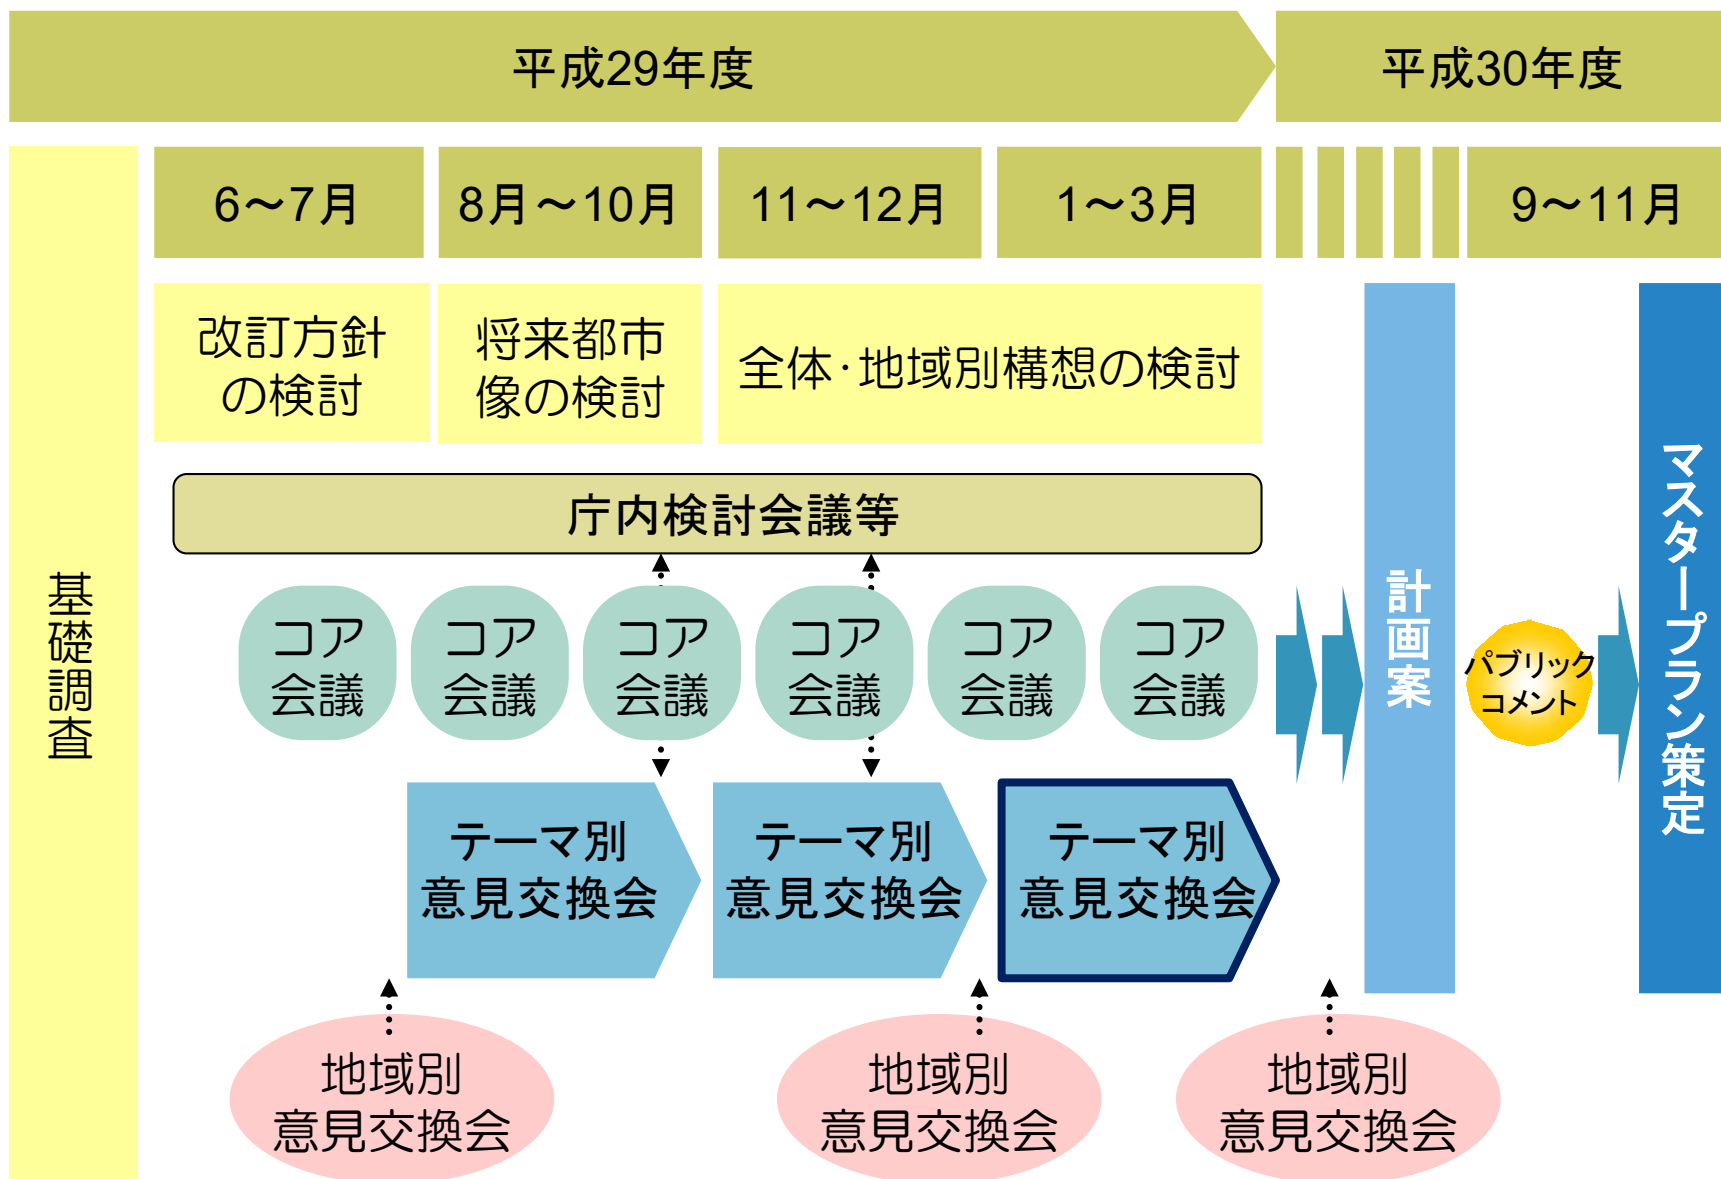 平成29年度
平成30年度
6～7月
8月～10月
11～12月
1～3月
9～11月
基礎調査
改訂方針
の検討
将来都市
像の検討
全体･地域別構想の検討
庁内検討会議等
コア
会議
コア
会議
コア
会議
コア
会議
コア
会議
コア
会議
計画案
パブリック
コメント
マスタープラン策定
テーマ別
意見交換会
テーマ別
意見交換会
テーマ別
意見交換会
地域別
意見交換会
地域別
意見交換会
地域別
意見交換会